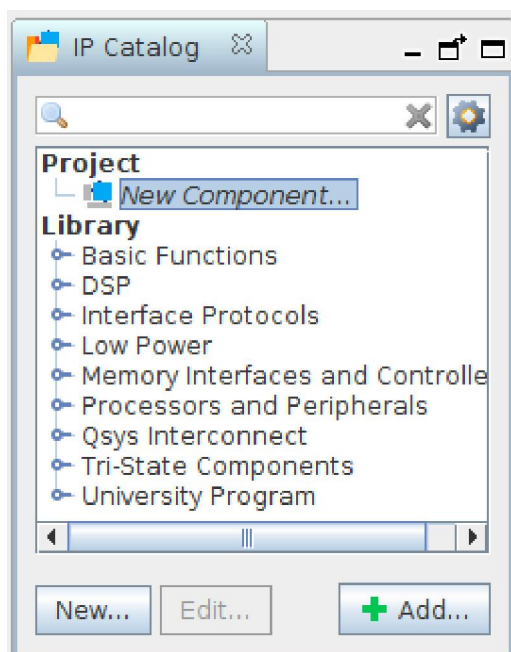 IP Catalog
Project
New Component...
Library
Basic Functions
DSP
Interface Protocols
Low Power
Memory Interfaces and Controlle
Processors and Peripherals
Qsys Interconnect
Tri-State Components
University Program
New... Edit... Add...